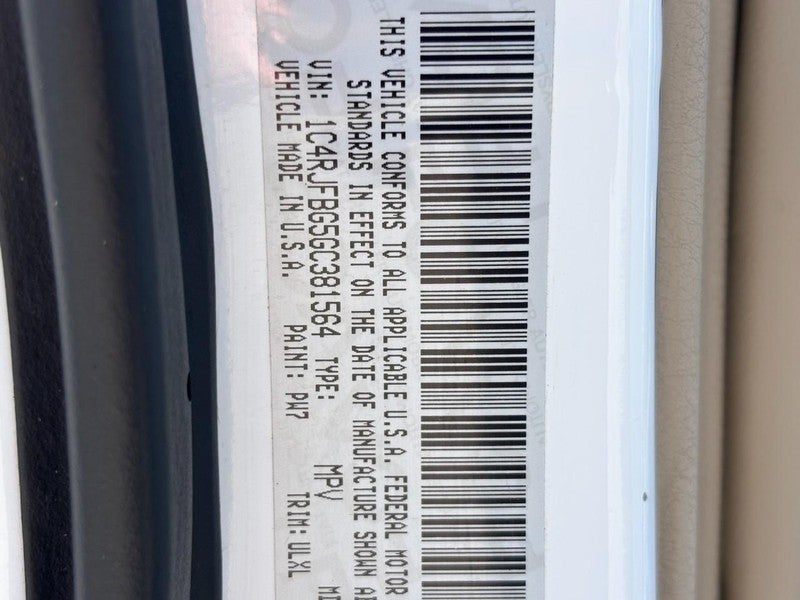 THIS VEHICLE CONFORMS TO ALL APPLICABLE U.S.A. FEDERAL MOTOR
STANDARDS IN EFFECT ON THE DATE OF MANUFACTURE SHOWN
VIN: 1C4RJFBG5GC381564 TYPE: MPV
VEHICLE MADE IN U.S.A. PAINT: PW7 TRIM: ULXL